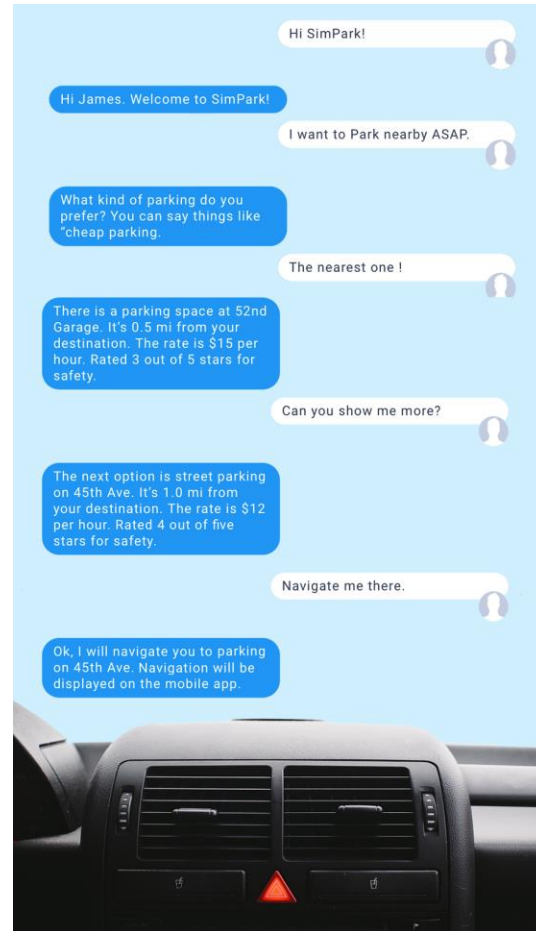 Hi SimPark!
Hi James. Welcome to SimPark!
I want to Park nearby ASAP.
What kind of parking do you
prefer? You can say things like
“cheap parking.
The nearest one !
There is a parking space at 52nd
Garage. It's 0.5 mi from your
destination. The rate is $15 per
hour. Rated 3 out of 5 stars for
safety.
Can you show me more?
The next option is street parking
on 45th Ave. It's 1.0 mi from
your destination. The rate is $12
per hour. Rated 4 out of five
stars for safety.
Navigate me there.
Ok, I will navigate you to parking
on 45th Ave. Navigation will be
displayed on the mobile app.